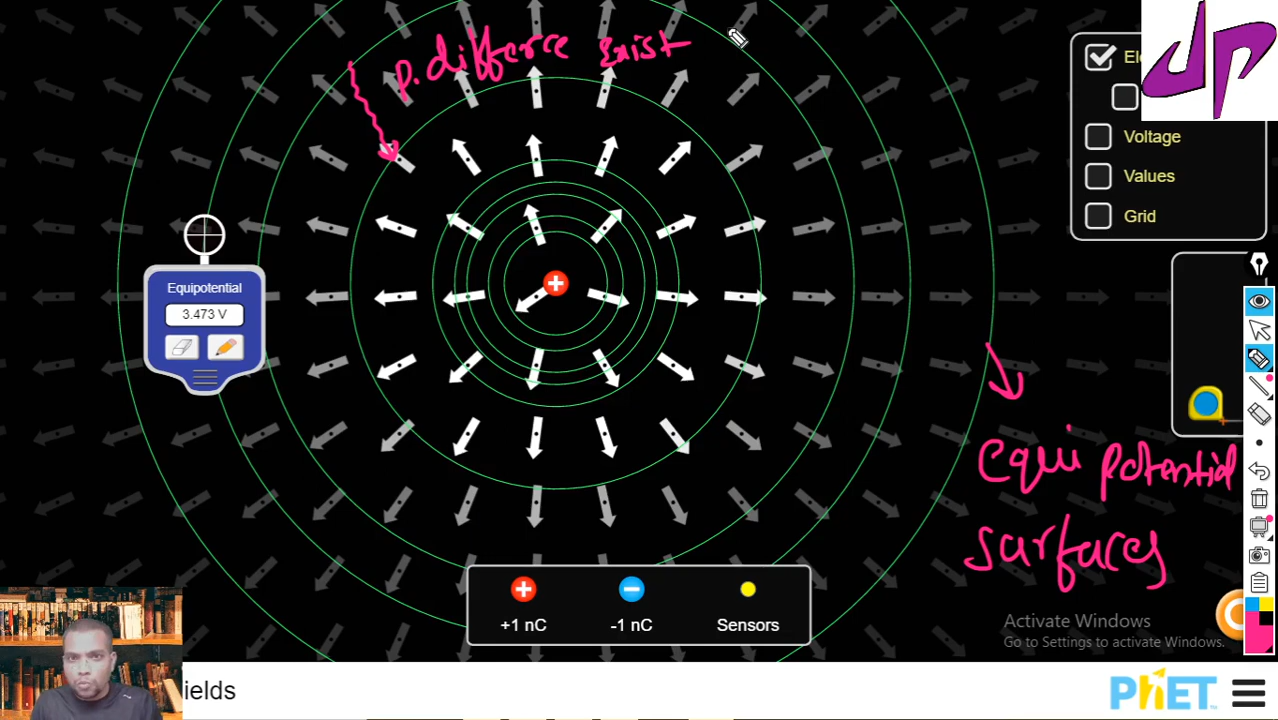 p. differce exist
dp
Voltage
Values
Grid
Equipotential
3.473 V
equi potential
surfaces
+1 nC
-1 nC
Sensors
Activate Windows
Go to Settings to activate Windows.
ields
PhET